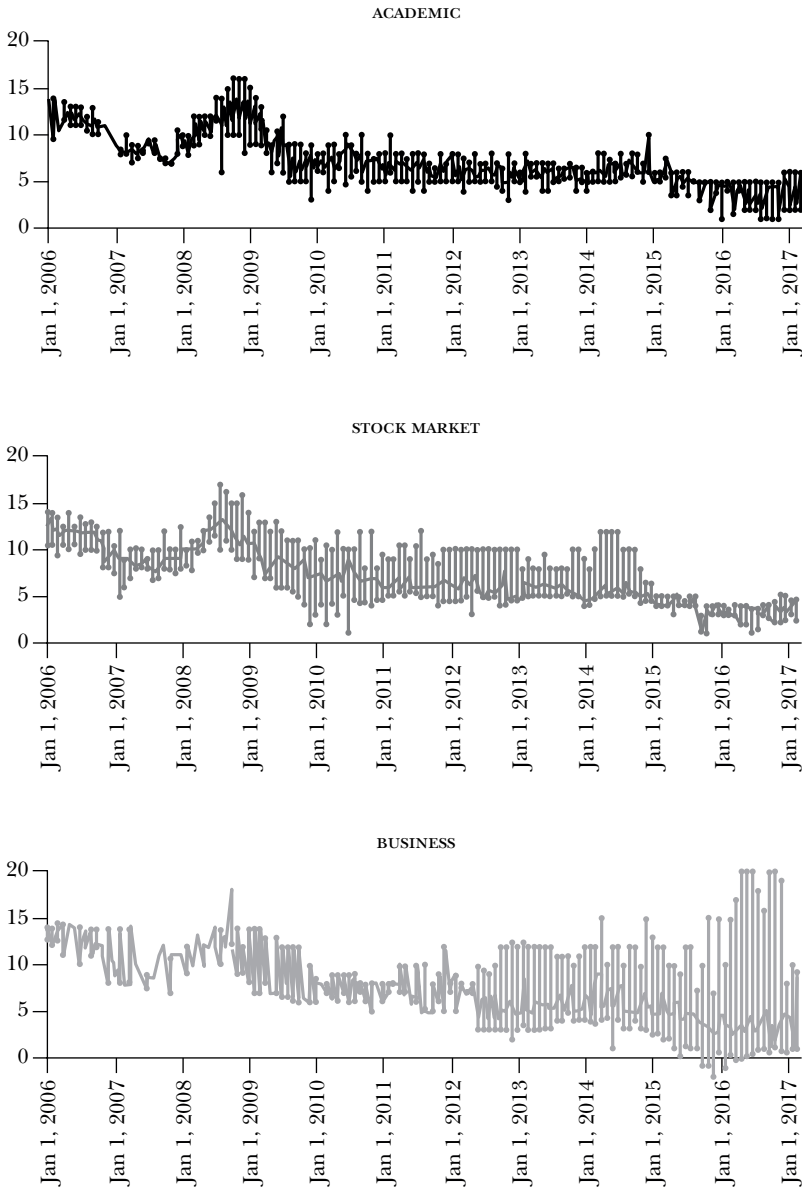 ACADEMIC
20
15
10
5
0
Jan 1, 2006
Jan 1, 2007
Jan 1, 2008
Jan 1, 2009
Jan 1, 2010
Jan 1, 2011
Jan 1, 2012
Jan 1, 2013
Jan 1, 2014
Jan 1, 2015
Jan 1, 2016
Jan 1, 2017
STOCK MARKET
20
15
10
5
0
Jan 1, 2006
Jan 1, 2007
Jan 1, 2008
Jan 1, 2009
Jan 1, 2010
Jan 1, 2011
Jan 1, 2012
Jan 1, 2013
Jan 1, 2014
Jan 1, 2015
Jan 1, 2016
Jan 1, 2017
BUSINESS
20
15
10
5
0
Jan 1, 2006
Jan 1, 2007
Jan 1, 2008
Jan 1, 2009
Jan 1, 2010
Jan 1, 2011
Jan 1, 2012
Jan 1, 2013
Jan 1, 2014
Jan 1, 2015
Jan 1, 2016
Jan 1, 2017